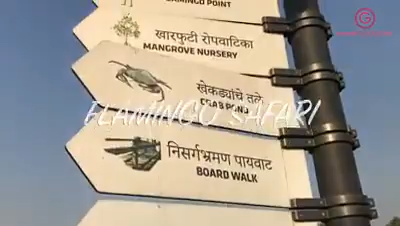 FLAMINGO POINT
खारफुटी रोपवाटिका
MANGROVE NURSERY
खेकड्यांचे तळे
CRAB POND
FLAMINGO SAFARI
निसर्गभ्रमण पायवाट
BOARD WALK